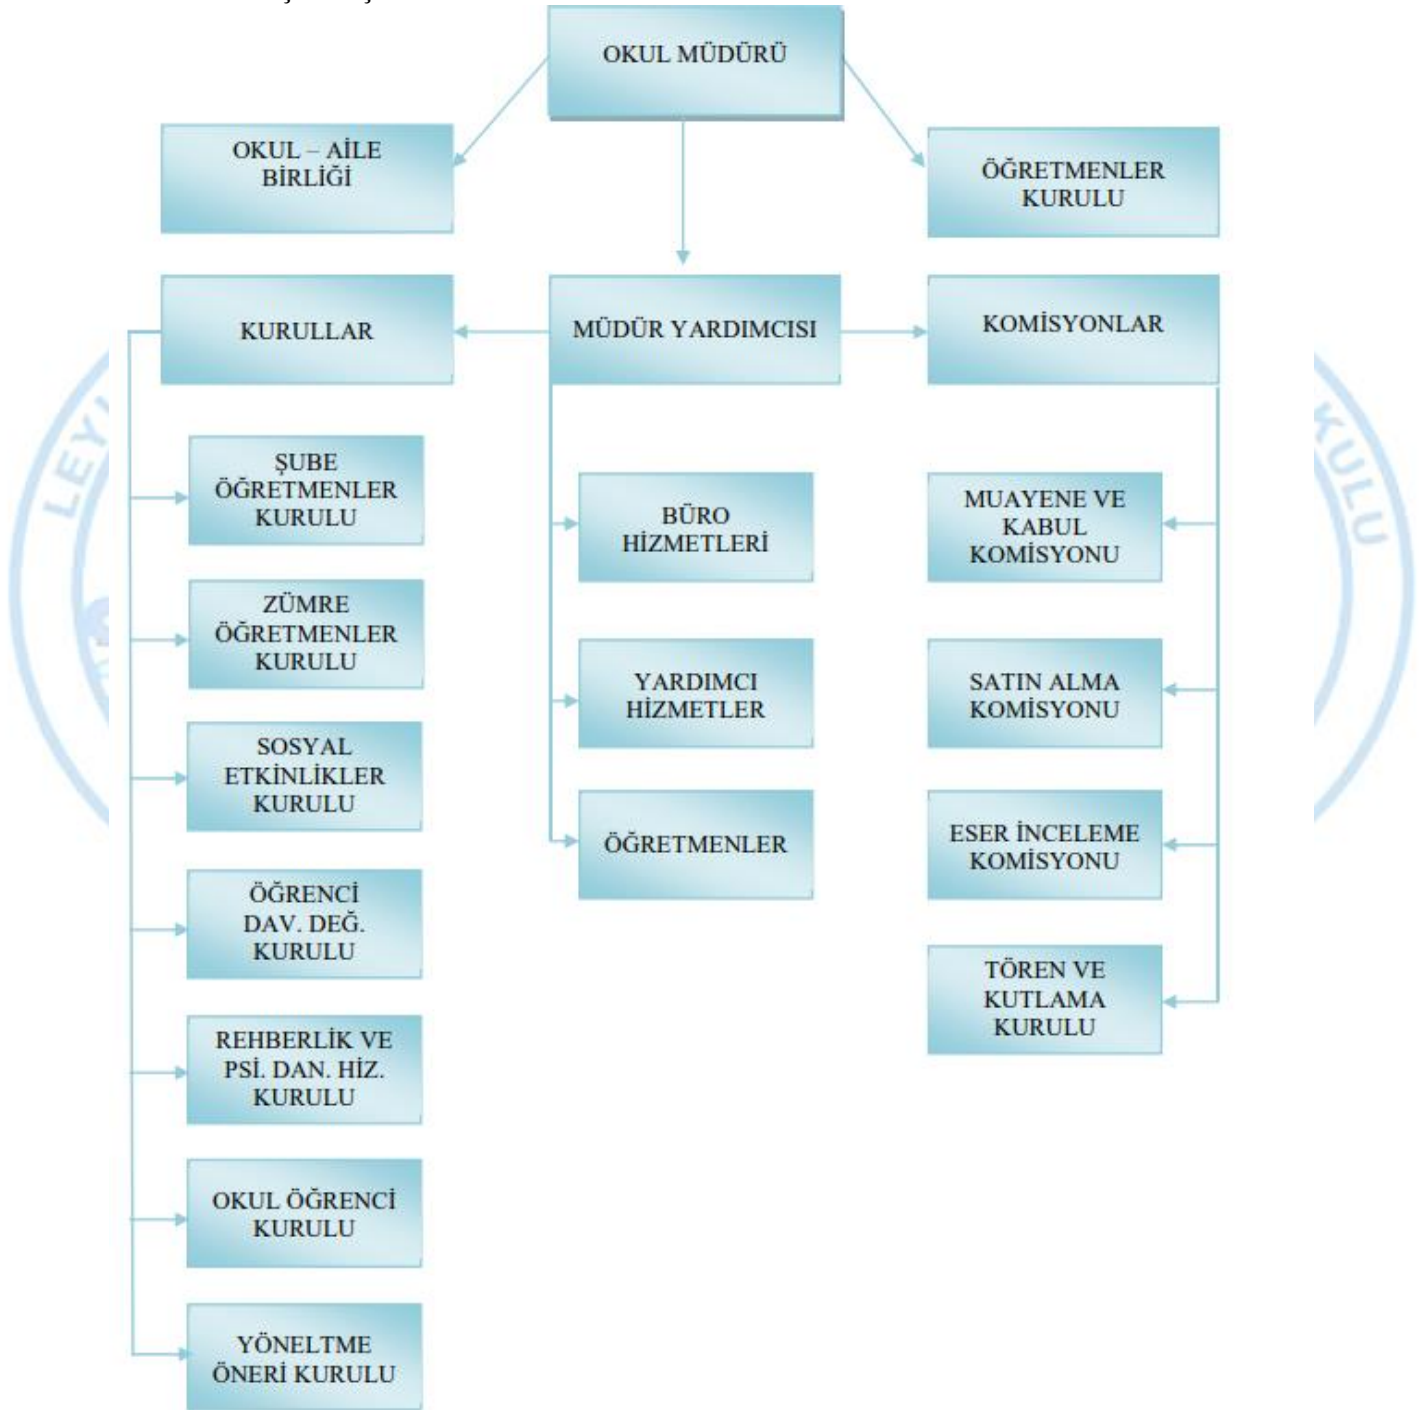 OKUL MÜDÜRÜ
OKUL – AİLE
BİRLİĞİ
ÖĞRETMENLER
KURULU
KURULLAR
MÜDÜR YARDIMCISI
KOMİSYONLAR
ŞUBE
ÖĞRETMENLER
KURULU
ZÜMRE
ÖĞRETMENLER
KURULU
SOSYAL
ETKİNLİKLER
KURULU
ÖĞRENCİ
DAV. DEĞ.
KURULU
REHBERLİK VE
PSİ. DAN. HİZ.
KURULU
OKUL ÖĞRENCİ
KURULU
YÖNELTME
ÖNERİ KURULU
BÜRO
HİZMETLERİ
YARDIMCI
HİZMETLER
ÖĞRETMENLER
MUAYENE VE
KABUL
KOMİSYONU
SATIN ALMA
KOMİSYONU
ESER İNCELEME
KOMİSYONU
TÖREN VE
KUTLAMA
KURULU